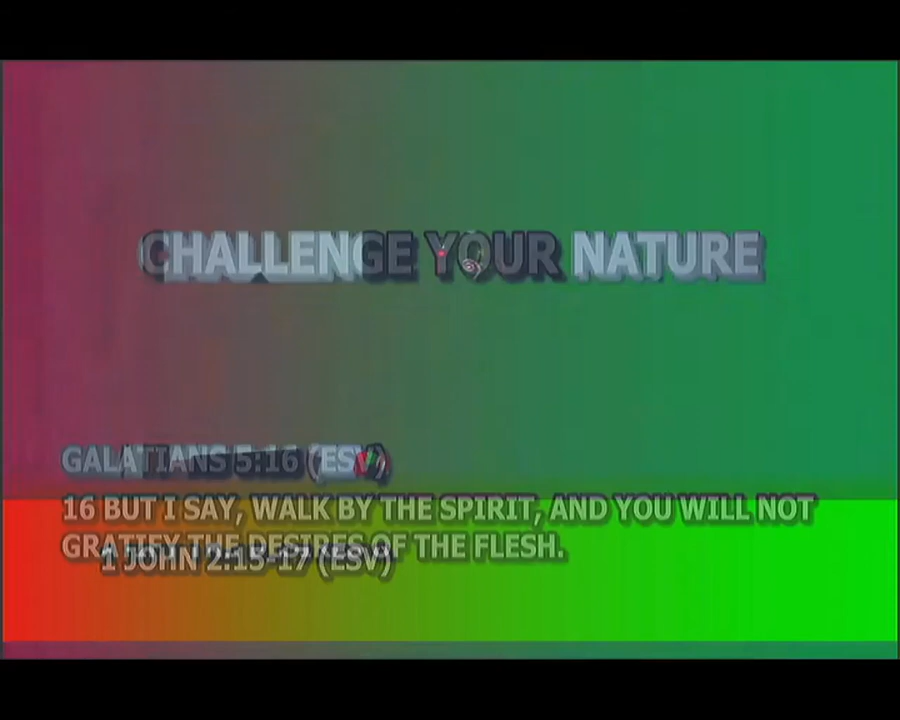 CHALLENGE YOUR NATURE
GALATIANS 5:16 (ESV)
16 BUT I SAY, WALK BY THE SPIRIT, AND YOU WILL NOT
GRATIFY THE DESIRES OF THE FLESH.
1 JOHN 2:15-17 (ESV)